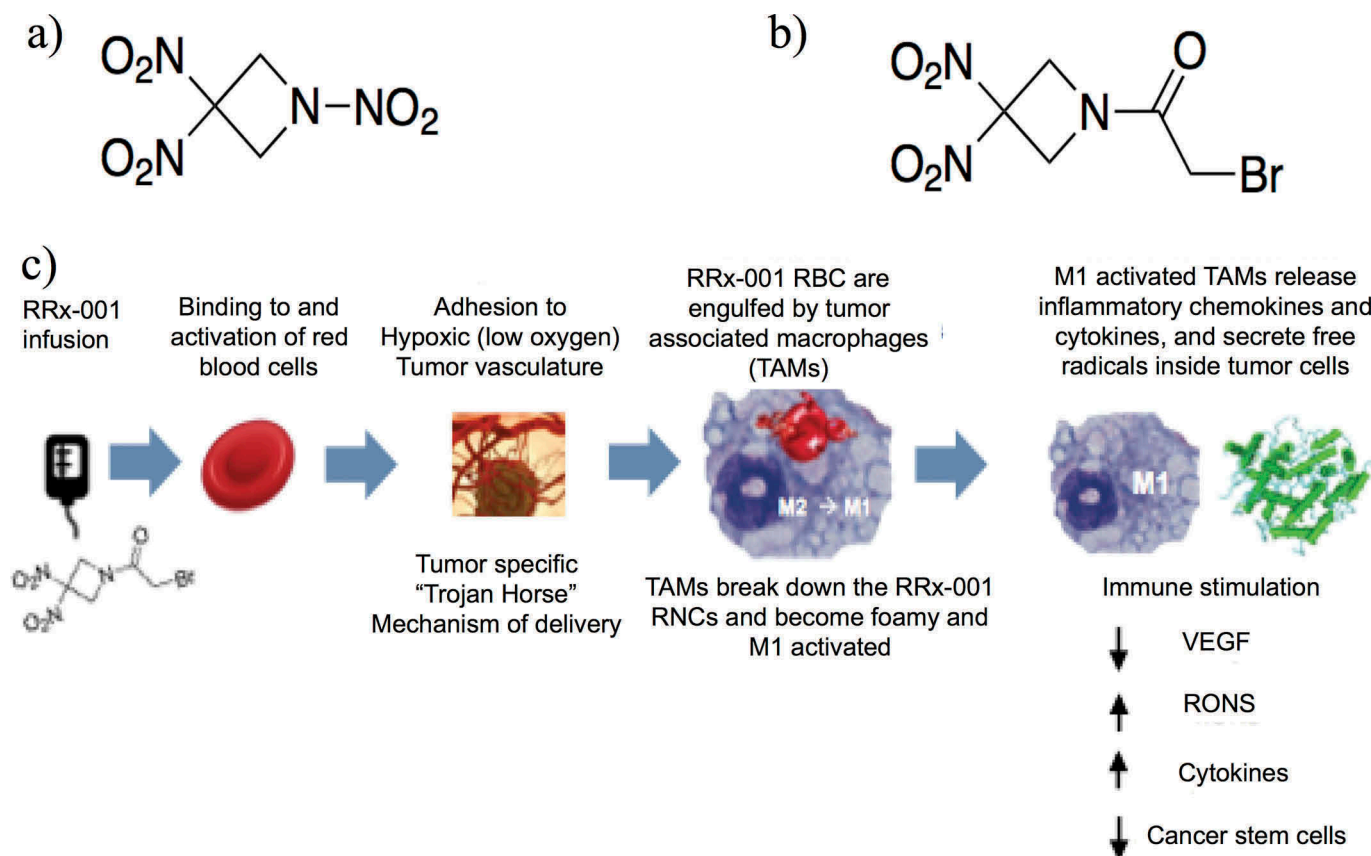 a)
O₂N
N–NO₂
O₂N
b)
O
O₂N
N
O₂N
Br
c)
RRx-001
infusion
Binding to and
activation of red
blood cells
Adhesion to
Hypoxic (low oxygen)
Tumor vasculature
RRx-001 RBC are
engulfed by tumor
associated macrophages
(TAMs)
M1 activated TAMs release
inflammatory chemokines and
cytokines, and secrete free
radicals inside tumor cells
O
O₂N
N
O₂N
Br
Tumor specific
“Trojan Horse”
Mechanism of delivery
M2 → M1
TAMs break down the RRx-001
RNCs and become foamy and
M1 activated
M1
Immune stimulation
↓ VEGF
↑ RONS
↑ Cytokines
↓ Cancer stem cells